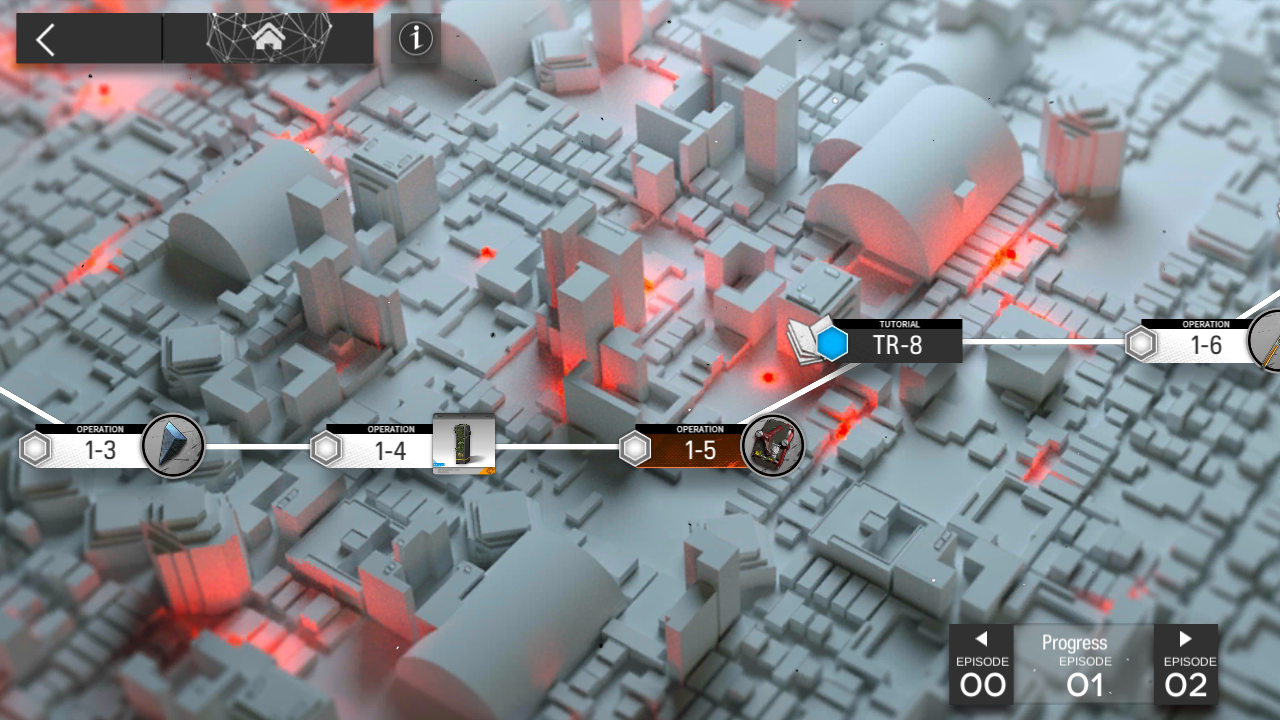 i
TUTORIAL
TR-8
OPERATION
1-6
OPERATION
1-3
OPERATION
1-4
OPERATION
1-5
EPISODE
00
Progress
EPISODE
01
EPISODE
02